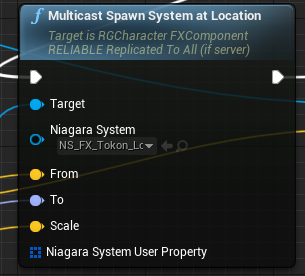 f Multicast Spawn System at Location
Target is RGCharacter FXComponent
RELIABLE Replicated To All (if server)
Target
Niagara System
NS_FX_Tokon_Lc
From
To
Scale
Niagara System User Property